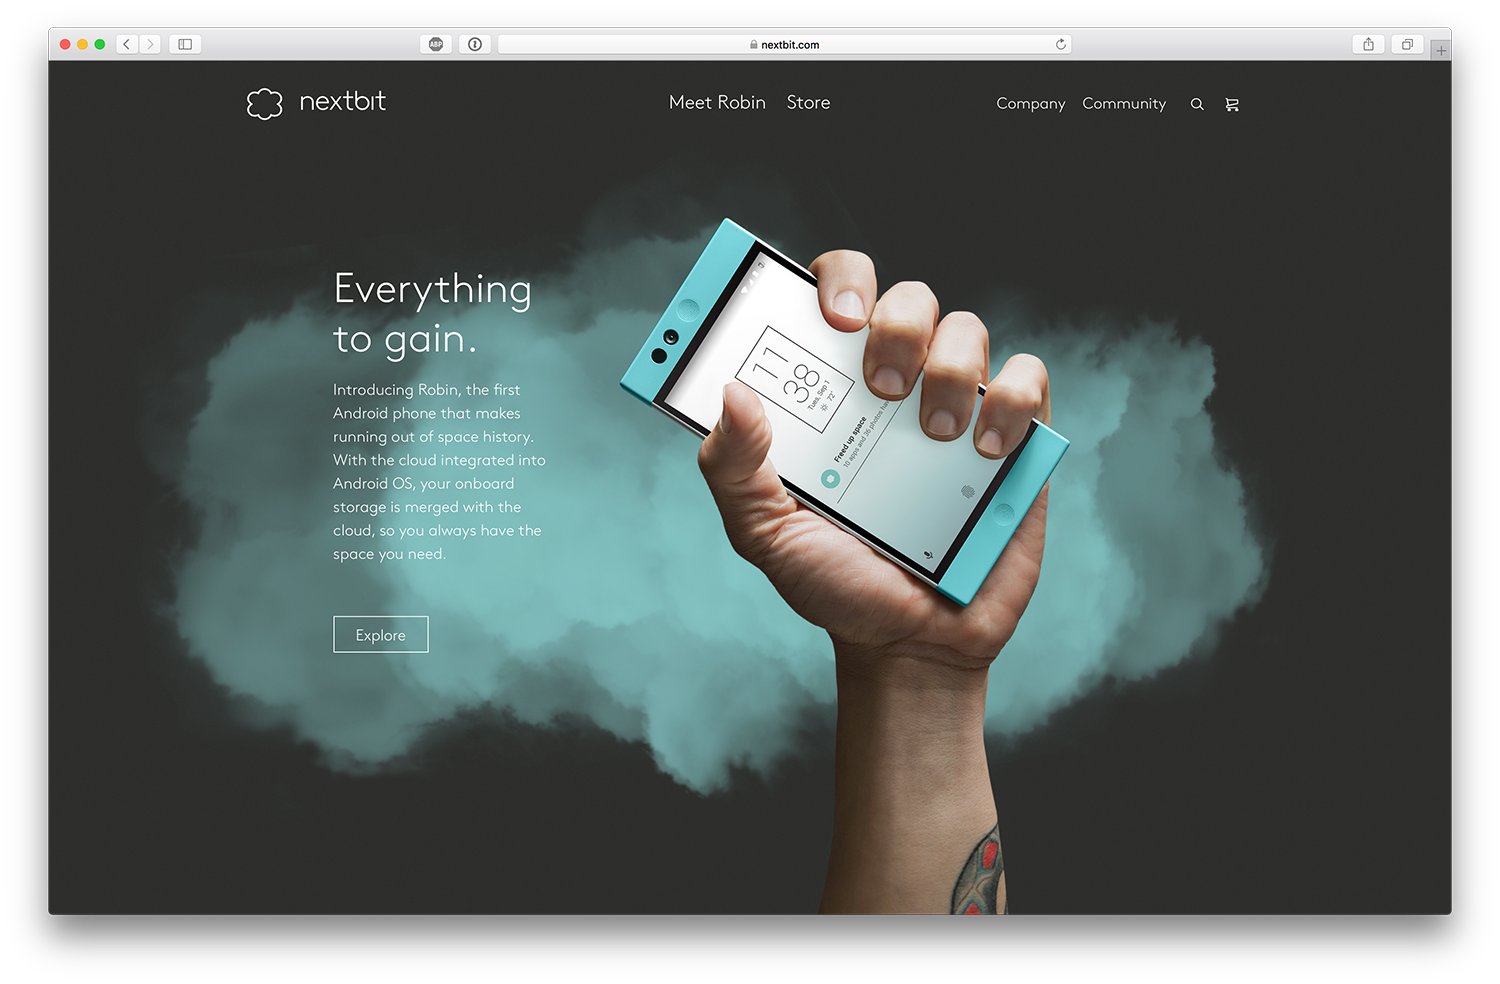 ABP
nextbit.com
nextbit
Meet Robin Store
Company Community
Everything
to gain.
Introducing Robin, the first
Android phone that makes
running out of space history.
With the cloud integrated into
Android OS, your onboard
storage is merged with the
cloud, so you always have the
space you need.
Explore
11
38
Tues, Sep 1
72°
Freed up space
10 apps and 36 photos